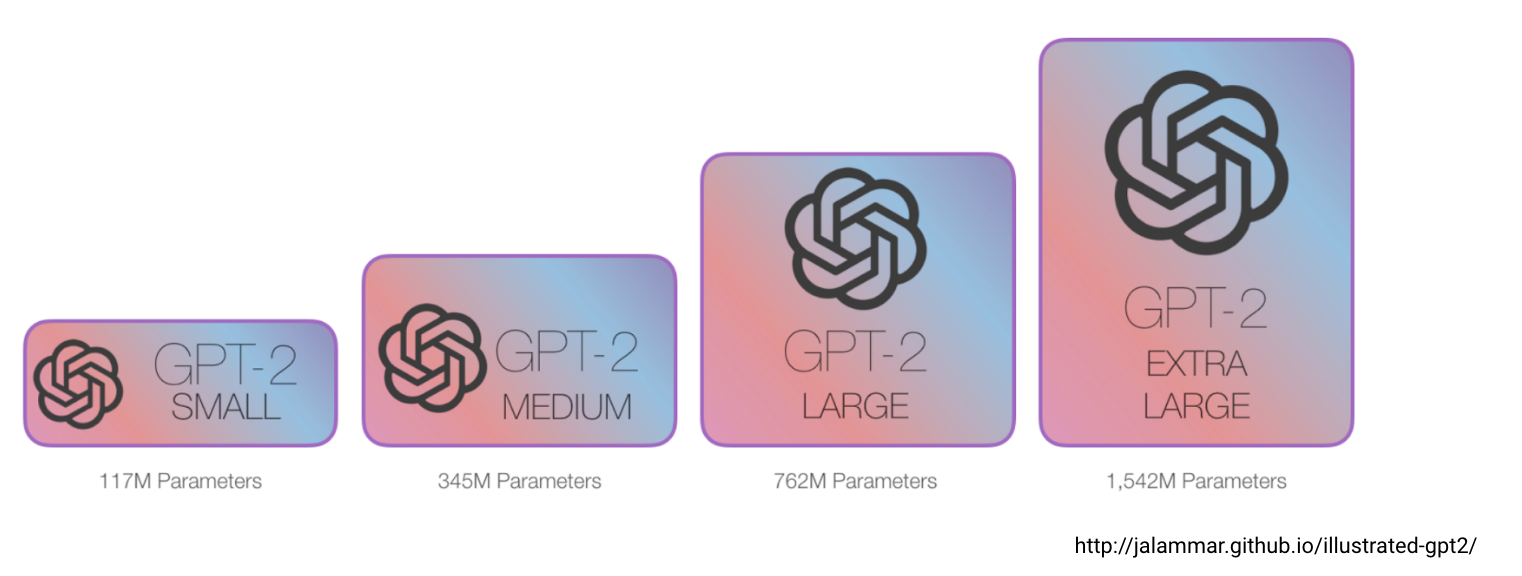 GPT-2
SMALL
117M Parameters
GPT-2
MEDIUM
345M Parameters
GPT-2
LARGE
762M Parameters
GPT-2
EXTRA
LARGE
1,542M Parameters
http://jalammar.github.io/illustrated-gpt2/